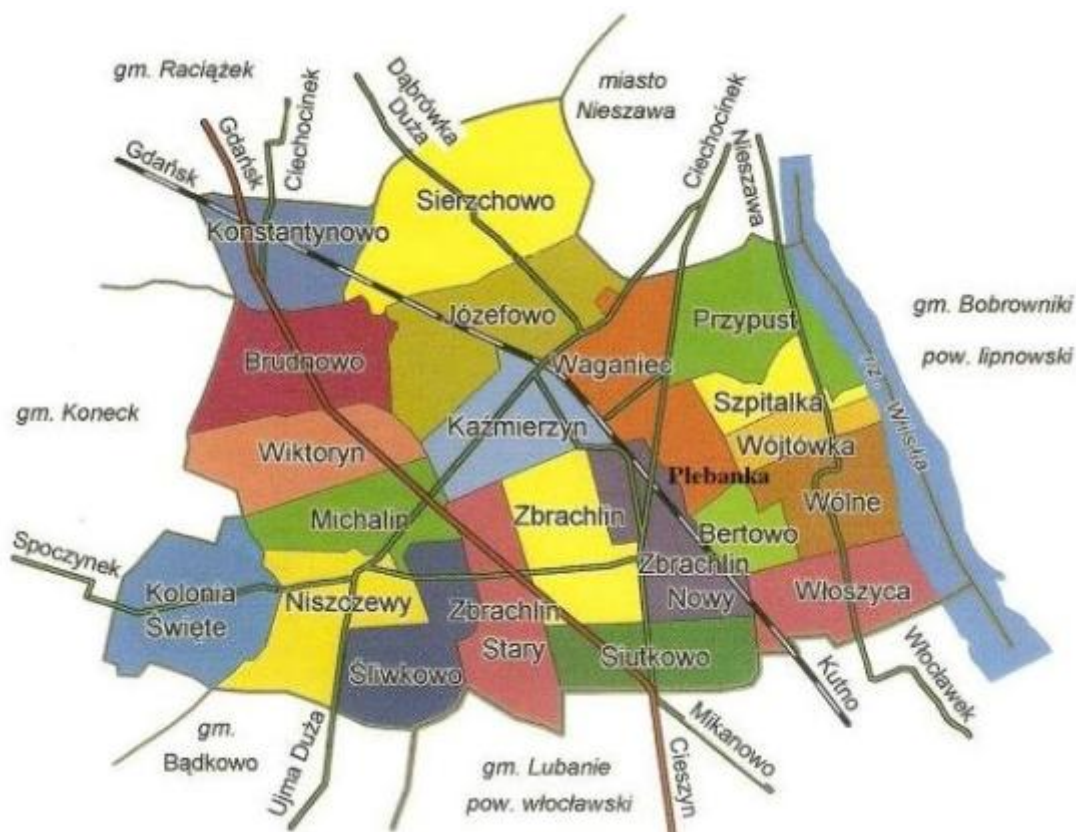 gm. Raciążek
miasto
Nieszawa
Dąbrówka
Duża
Ciechocinek
Gdańsk
Gdańsk
Ciechocinek
Nieszawa
Sierzchowo
Konstantynowo
gm. Bobrowniki
pow. lipnowski
Józefowo
Przypust
Brudnowo
Waganiec
rz. Wisła
gm. Koneck
Szpitalka
Kaźmierzyn
Wójtówka
Wiktoryn
Plebanka
Wólne
Michalin
Zbrachlin
Bertowo
Spoczynek
Kolonia
Święte
Niszczewy
Zbrachlin
Stary
Zbrachlin
Nowy
Włoszyca
Śliwkowo
Siutkowo
Kutno
Włocławek
Mikanowo
gm.
Bądkowo
Ujma Duża
gm. Lubanie
pow. włocławski
Cieszyn